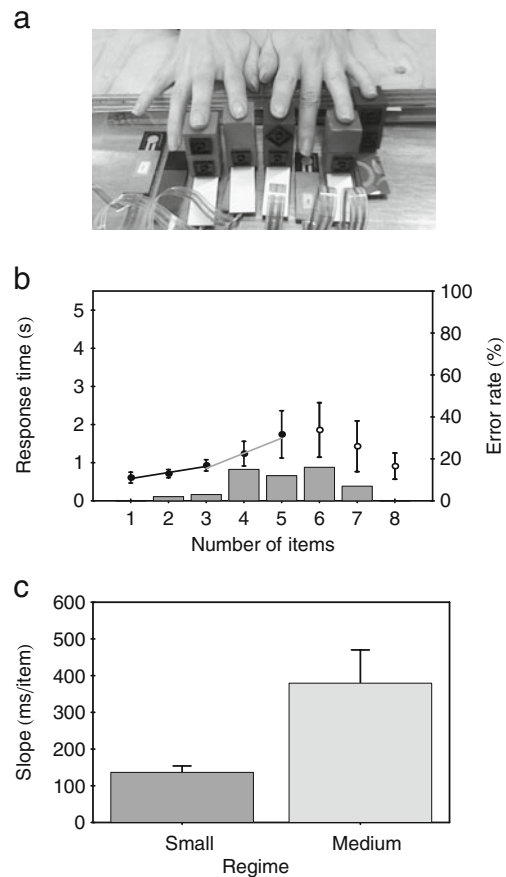 a
b
Response time (s)
5
4
3
2
1
0
100
80
60
40
20
0
Error rate (%)
1 2 3 4 5 6 7 8
Number of items
c
Slope (ms/item)
600
500
400
300
200
100
0
Small Medium
Regime